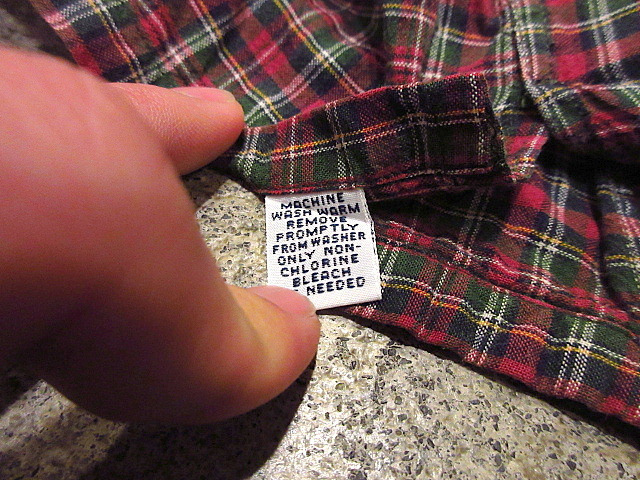 MACHINE
WASH WARM
REMOVE
PROMPTLY
FROM WASHER
ONLY NON-
CHLORINE
BLEACH
NEEDED